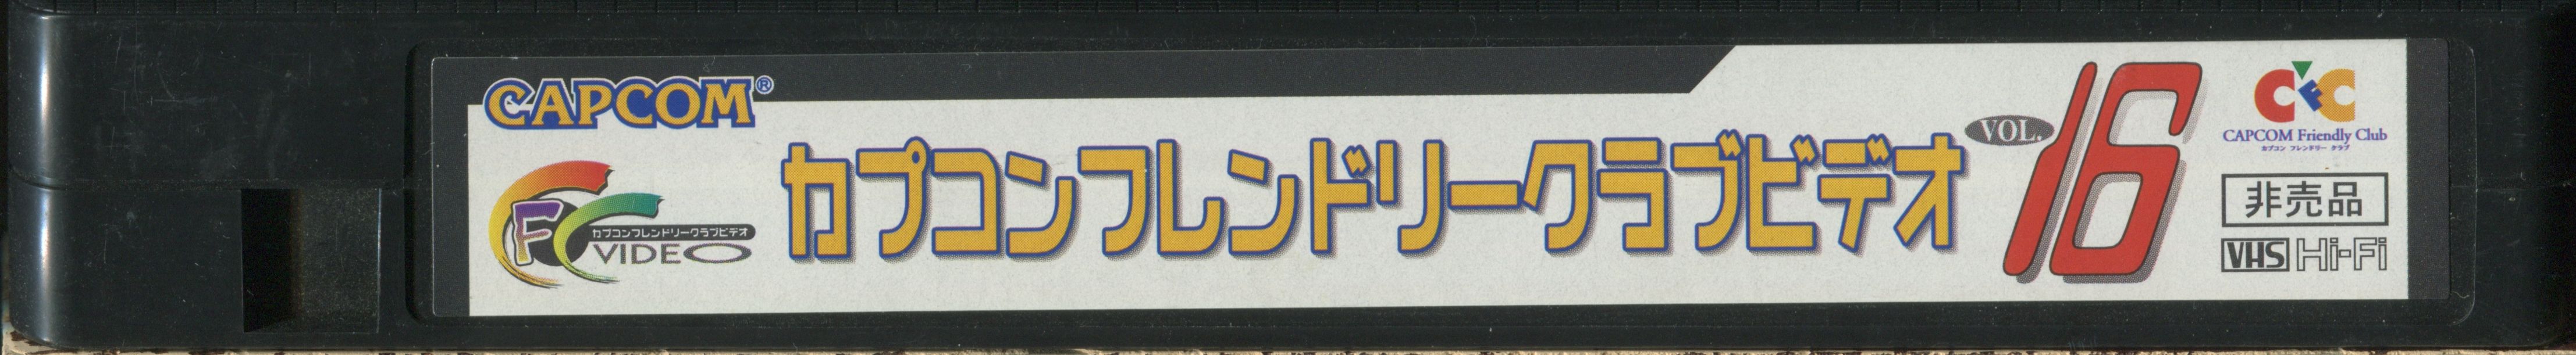 CAPCOM®
CFC
カプコンフレンドリークラブビデオ
VIDEO
カプコンフレンドリークラブビデオ
VOL. 16
CFC
CAPCOM Friendly Club
カプコン フレンドリー クラブ
非売品
VHS Hi-Fi